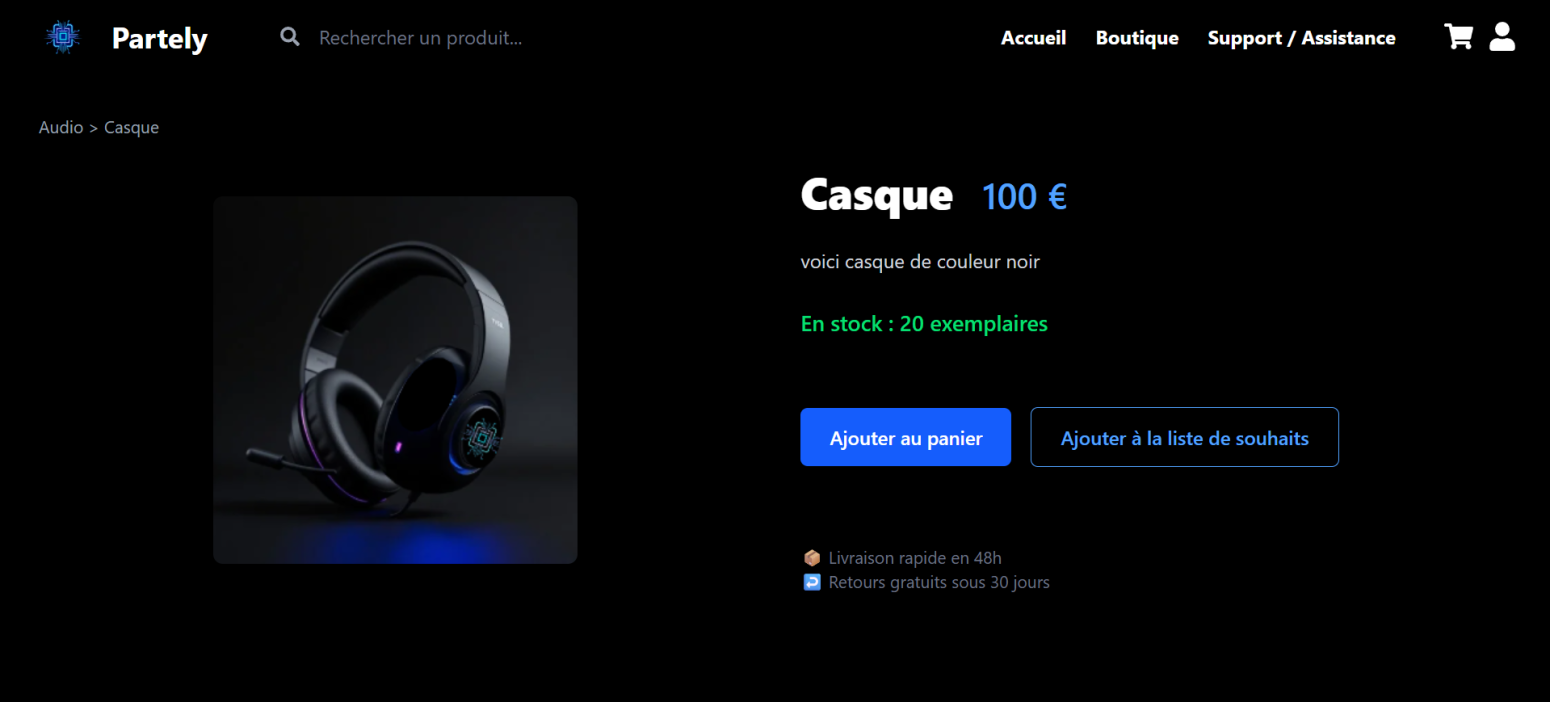 Partely
Rechercher un produit...
Accueil
Boutique
Support / Assistance
Audio > Casque
Casque 100 €
voici casque de couleur noir
En stock : 20 exemplaires
Ajouter au panier
Ajouter à la liste de souhaits
📦 Livraison rapide en 48h
↩️ Retours gratuits sous 30 jours